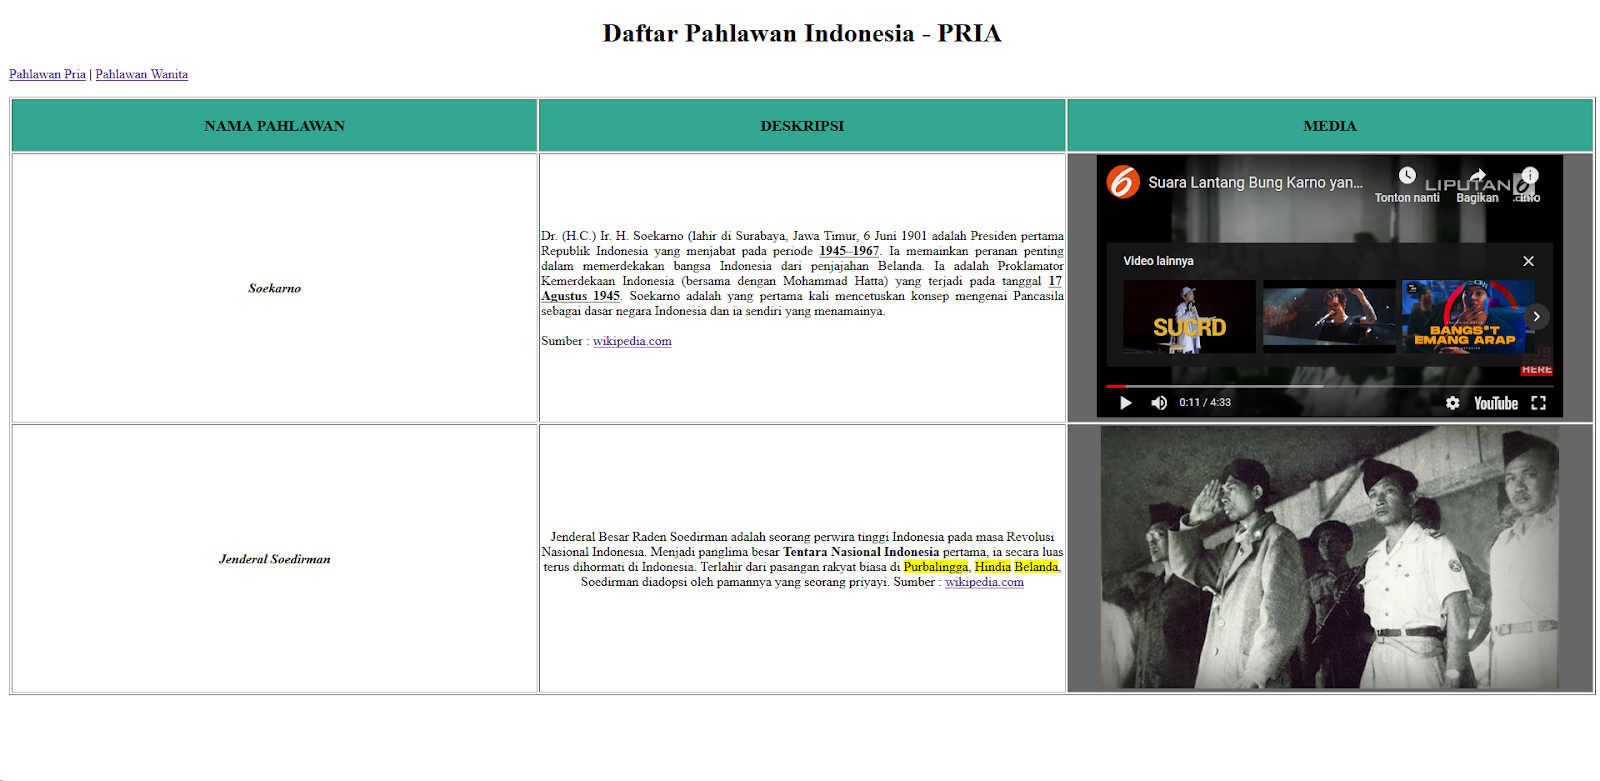 Daftar Pahlawan Indonesia - PRIA
Pahlawan Pria | Pahlawan Wanita
NAMA PAHLAWAN
DESKRIPSI
MEDIA
Soekarno
Dr. (H.C.) Ir. H. Soekarno (lahir di Surabaya, Jawa Timur, 6 Juni 1901 adalah Presiden pertama
Republik Indonesia yang menjabat pada periode 1945–1967. Ia memainkan peranan penting
dalam memerdekakan bangsa Indonesia dari penjajahan Belanda. Ia adalah Proklamator
Kemerdekaan Indonesia (bersama dengan Mohammad Hatta) yang terjadi pada tanggal 17
Agustus 1945. Soekarno adalah yang pertama kali mencetuskan konsep mengenai Pancasila
sebagai dasar negara Indonesia dan ia sendiri yang menamainya.
Sumber : wikipedia.com
6 Suara Lantang Bung Karno yan...
LIPUTAN 6
Tonton nanti Bagikan Info
Video lainnya
SUCRD
BANGS*T
EMANG ARAP
HERE
0:11 / 4:33
YouTube
Jenderal Soedirman
Jenderal Besar Raden Soedirman adalah seorang perwira tinggi Indonesia pada masa Revolusi
Nasional Indonesia. Menjadi panglima besar Tentara Nasional Indonesia pertama, ia secara luas
terus dihormati di Indonesia. Terlahir dari pasangan rakyat biasa di Purbalingga, Hindia Belanda,
Soedirman diadopsi oleh pamannya yang seorang priyayi. Sumber : wikipedia.com